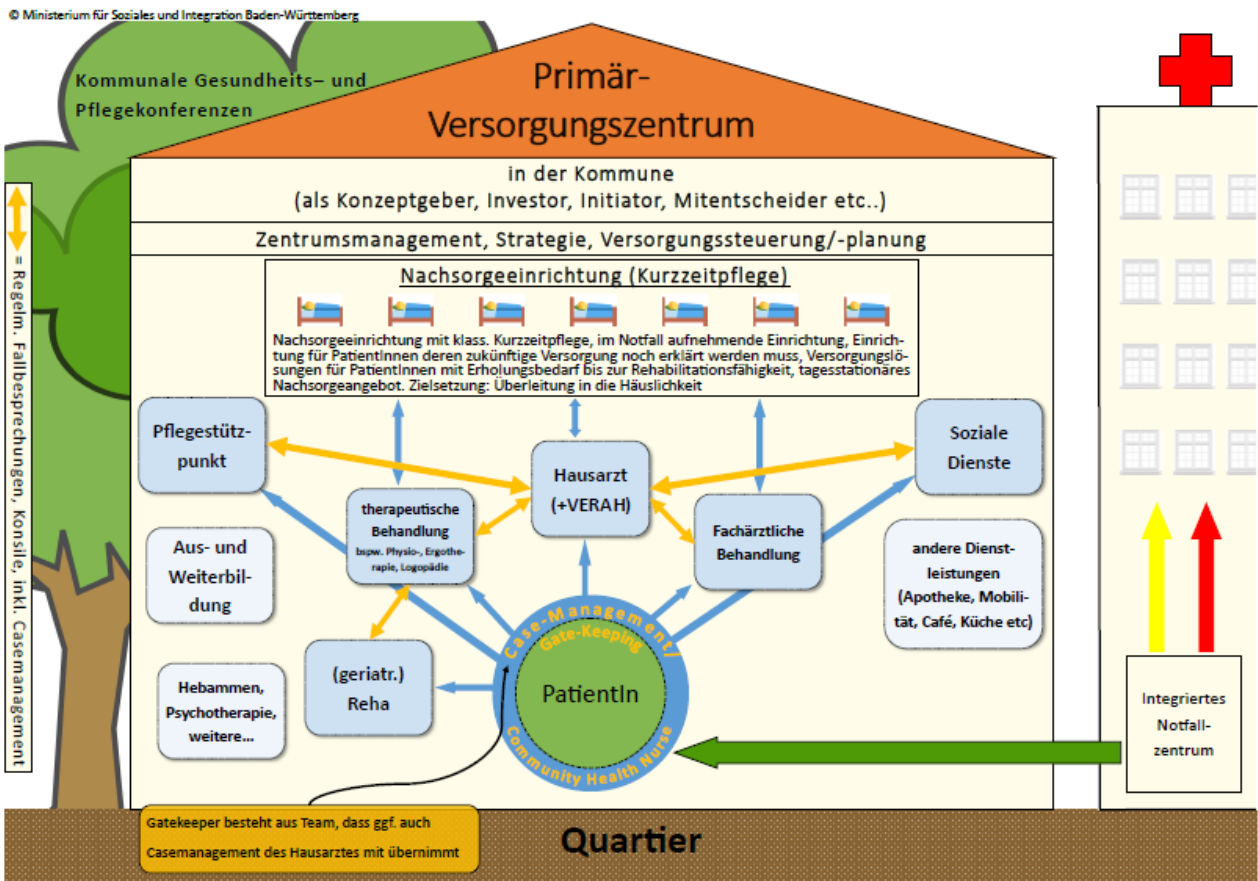 © Ministerium für Soziales und Integration Baden-Württemberg
Kommunale Gesundheits– und
Pflegekonferenzen
Primär-
Versorgungszentrum
in der Kommune
(als Konzeptgeber, Investor, Initiator, Mitentscheider etc..)
Zentrumsmanagement, Strategie, Versorgungssteuerung/-planung
Nachsorgeeinrichtung (Kurzzeitpflege)
Nachsorgeeinrichtung mit klass. Kurzzeitpflege, im Notfall aufnehmende Einrichtung, Einrich-
tung für PatientInnen deren zukünftige Versorgung noch erklärt werden muss, Versorgungslö-
sungen für PatientInnen mit Erholungsbedarf bis zur Rehabilitationsfähigkeit, tagesstationäres
Nachsorgeangebot. Zielsetzung: Überleitung in die Häuslichkeit
= Regelm. Fallbesprechungen, Konsile, inkl. Casemanagement
Pflegestütz-
punkt
Hausarzt
(+VERAH)
Soziale
Dienste
therapeutische
Behandlung
bspw. Physio-, Ergothe-
rapie, Logopädie
Fachärztliche
Behandlung
Aus- und
Weiterbil-
dung
andere Dienst-
leistungen
(Apotheke, Mobili-
tät, Café, Küche etc)
(geriatr.)
Reha
Hebammen,
Psychotherapie,
weitere...
Case-Management/
Gate-Keeping
PatientIn
Community Health Nurse
Integriertes
Notfall-
zentrum
Gatekeeper besteht aus Team, dass ggf. auch
Casemanagement des Hausarztes mit übernimmt
Quartier